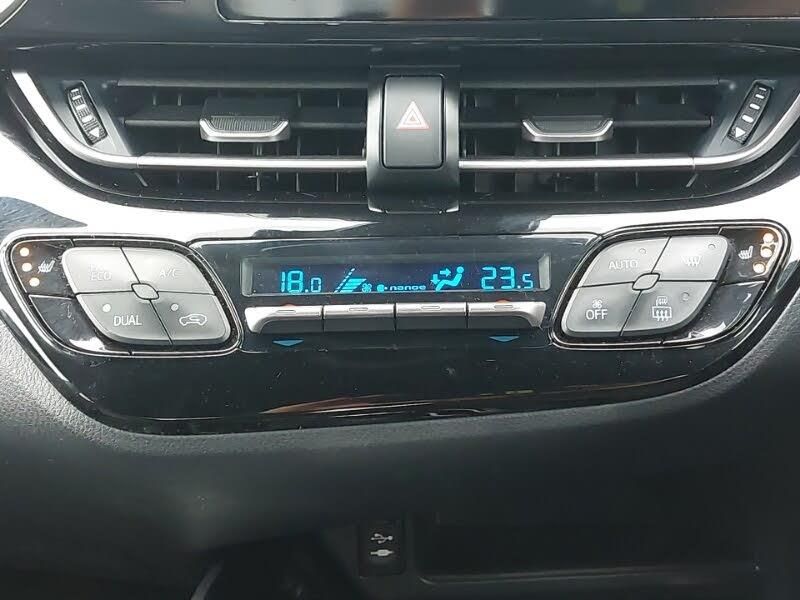 ECO A/C
18.0 nanoe 23.5
AUTO
DUAL
OFF